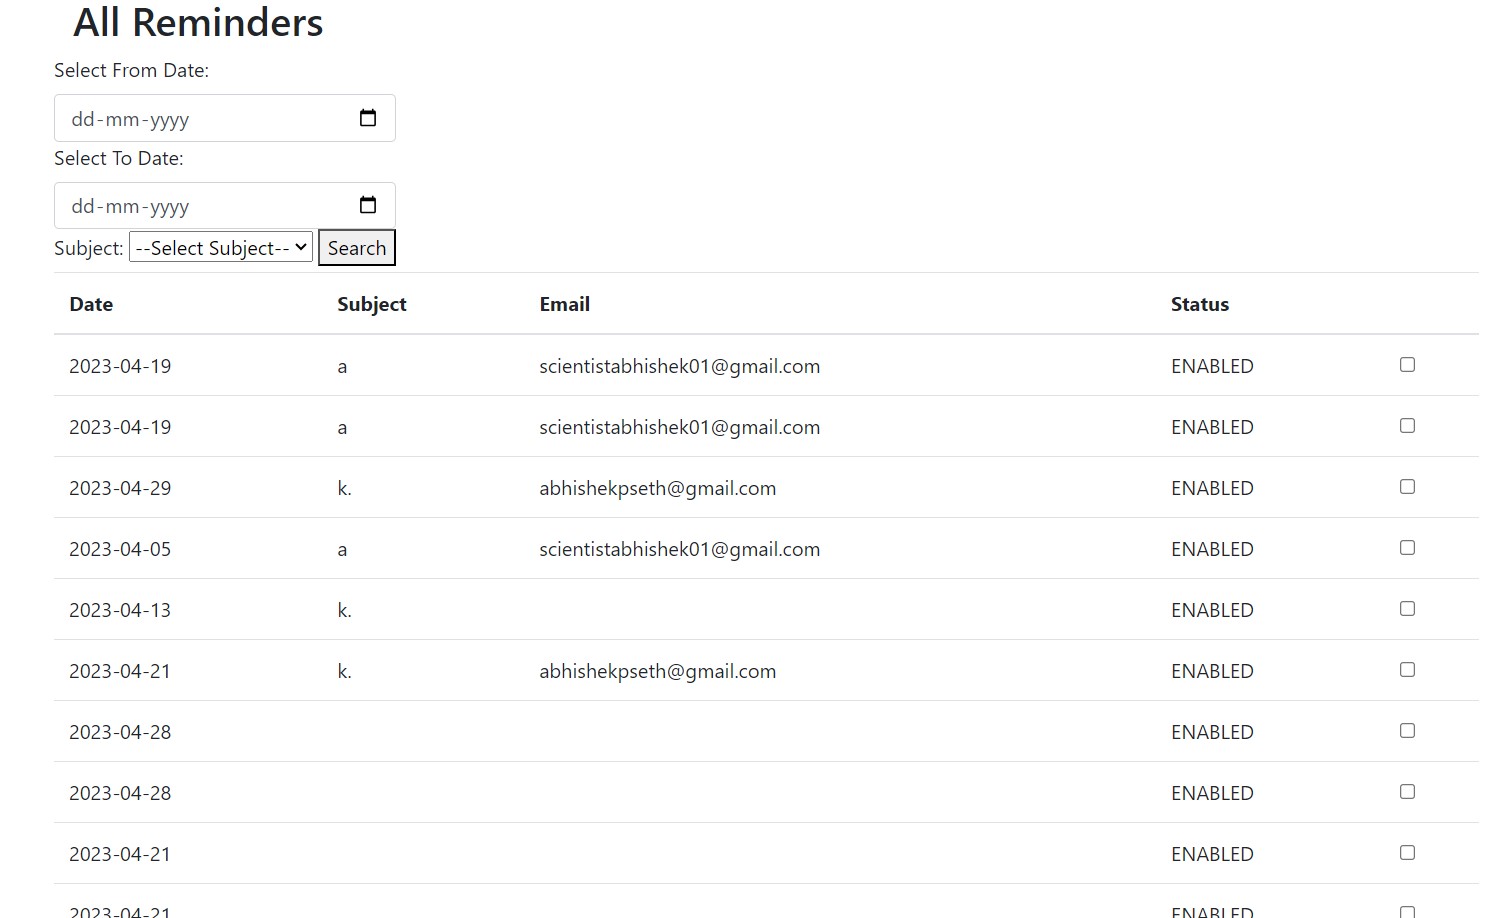 All Reminders
Select From Date:
dd-mm-yyyy
Select To Date:
dd-mm-yyyy
Subject: --Select Subject-- Search
Date Subject Email Status
2023-04-19 a scientistabhishek01@gmail.com ENABLED
2023-04-19 a scientistabhishek01@gmail.com ENABLED
2023-04-29 k. abhishekpseth@gmail.com ENABLED
2023-04-05 a scientistabhishek01@gmail.com ENABLED
2023-04-13 k. ENABLED
2023-04-21 k. abhishekpseth@gmail.com ENABLED
2023-04-28 ENABLED
2023-04-28 ENABLED
2023-04-21 ENABLED
2023-04-21 ENABLED